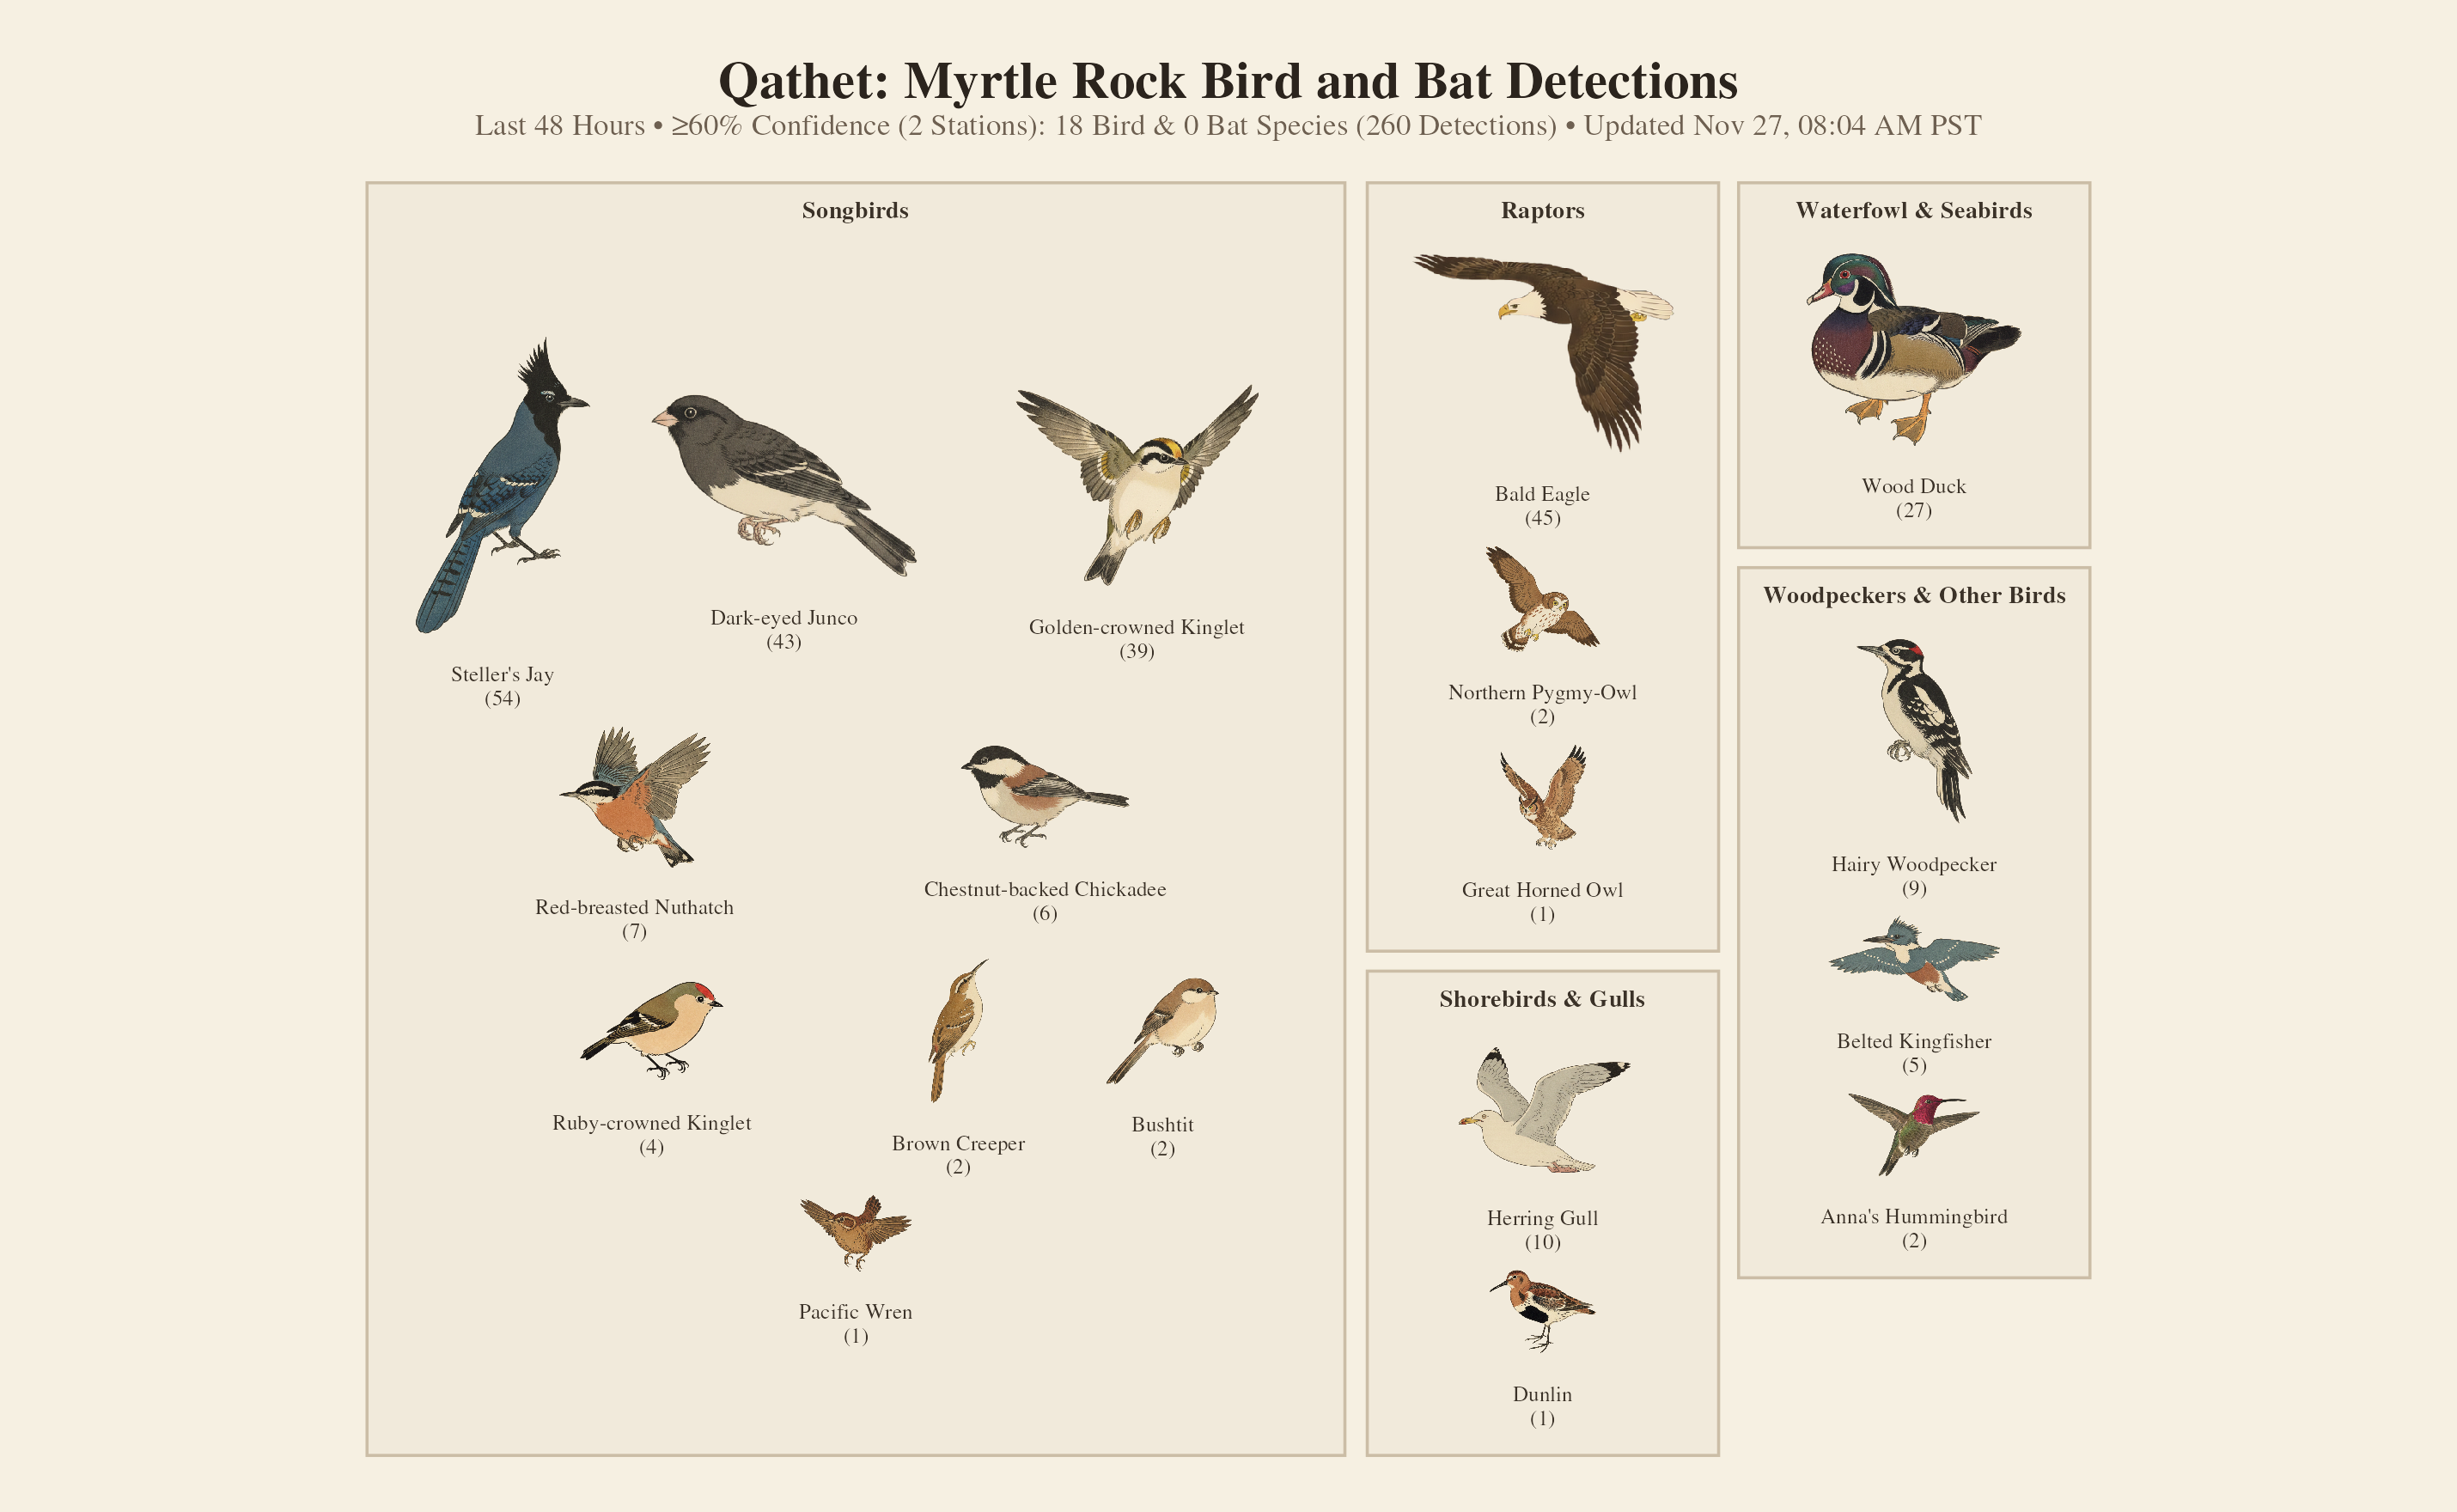 Qathet: Myrtle Rock Bird and Bat Detections
Last 48 Hours • ≥60% Confidence (2 Stations): 18 Bird & 0 Bat Species (260 Detections) • Updated Nov 27, 08:04 AM PST
Songbirds
Steller's Jay
(54)
Dark-eyed Junco
(43)
Golden-crowned Kinglet
(39)
Red-breasted Nuthatch
(7)
Chestnut-backed Chickadee
(6)
Ruby-crowned Kinglet
(4)
Brown Creeper
(2)
Bushtit
(2)
Pacific Wren
(1)
Raptors
Bald Eagle
(45)
Northern Pygmy-Owl
(2)
Great Horned Owl
(1)
Shorebirds & Gulls
Herring Gull
(10)
Dunlin
(1)
Waterfowl & Seabirds
Wood Duck
(27)
Woodpeckers & Other Birds
Hairy Woodpecker
(9)
Belted Kingfisher
(5)
Anna's Hummingbird
(2)